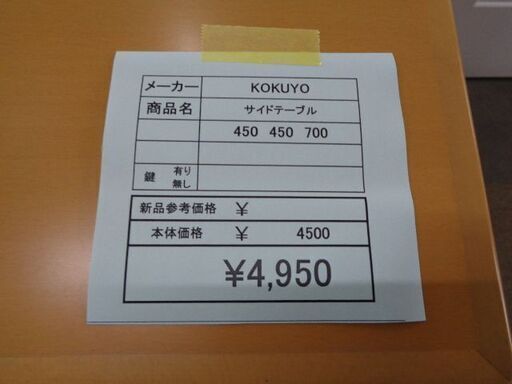 メーカー KOKUYO
商品名 サイドテーブル
450 450 700
鍵 有り 無し
新品参考価格 ¥
本体価格 ¥ 4500
¥4,950